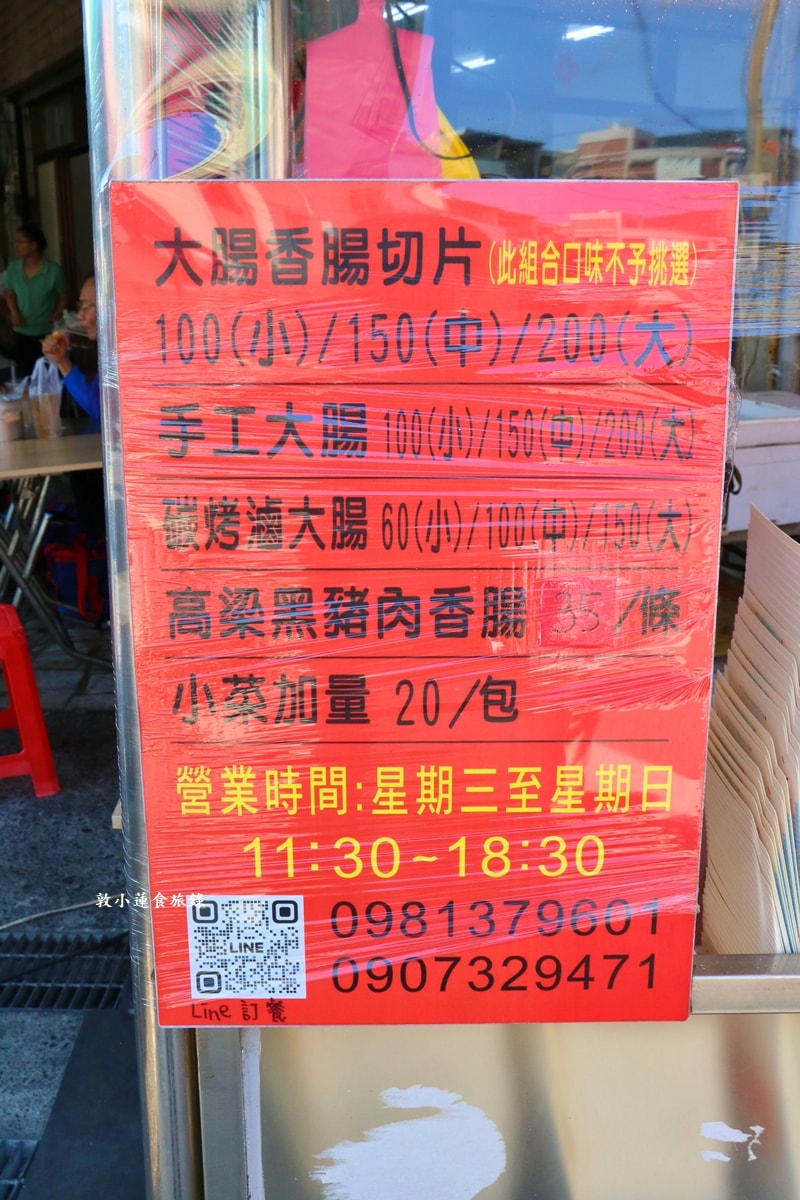 大腸香腸切片(此組合口味不予挑選)
100(小)/150(中)/200(大)
手工大腸 100(小)/150(中)/200(大)
碳烤滷大腸 60(小)/100(中)/150(大)
高梁黑豬肉香腸 35/條
小菜加量 20/包
營業時間:星期三至星期日
11:30~18:30
敦小蓮食旅錄
LINE
0981379601
0907329471
Line 訂餐